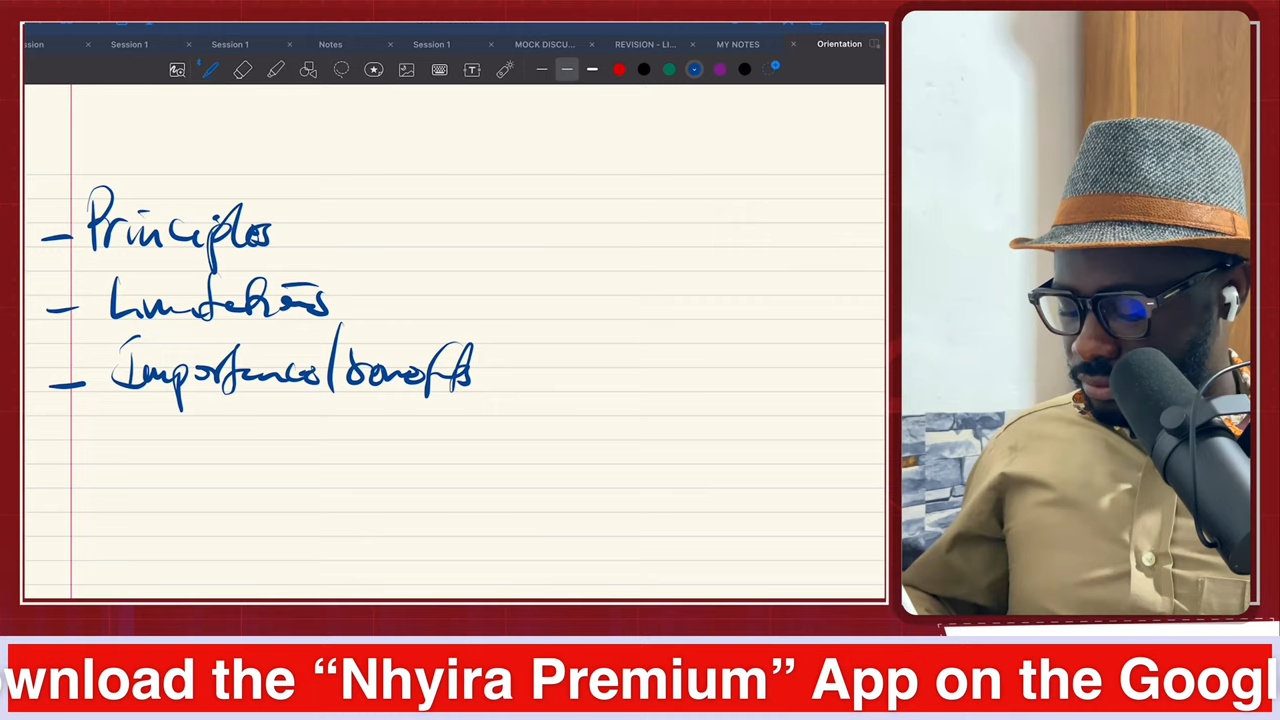 ssion Session 1 Session 1 Notes Session 1 MOCK DISCU... REVISION - LI... MY NOTES Orientation
- Principles
- Limitations
- Importance/benefits
wnload the “Nhyira Premium” App on the Googl